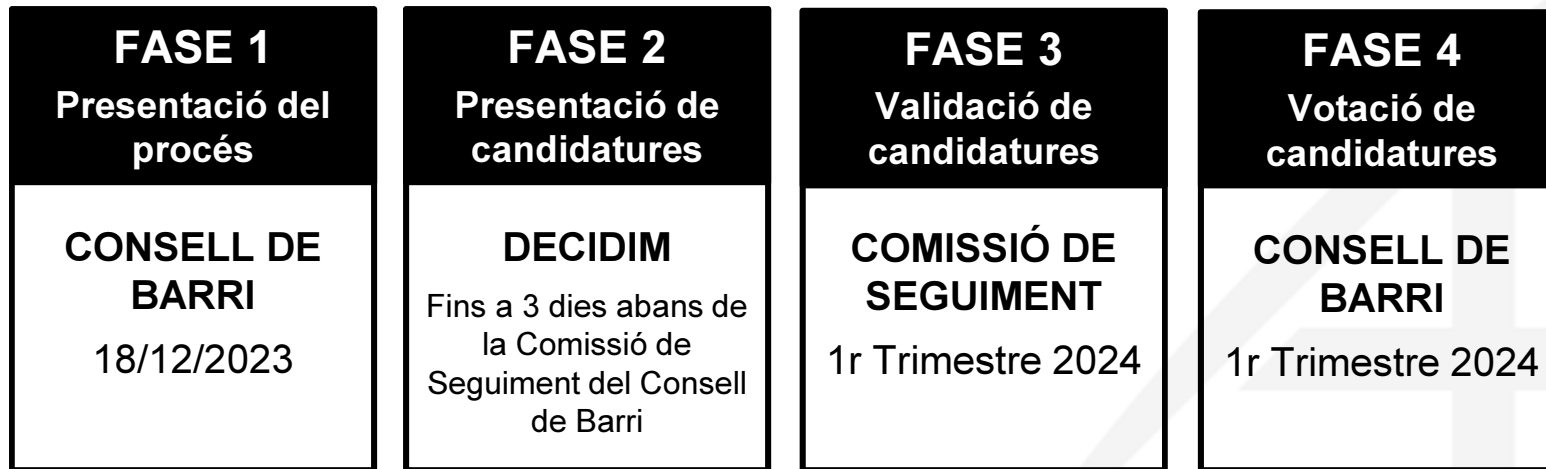 FASE 1
Presentació del
procés
CONSELL DE
BARRI
18/12/2023
FASE 2
Presentació de
candidatures
DECIDIM
Fins a 3 dies abans de
la Comissió de
Seguiment del Consell
de Barri
FASE 3
Validació de
candidatures
COMISSIÓ DE
SEGUIMENT
1r Trimestre 2024
FASE 4
Votació de
candidatures
CONSELL DE
BARRI
1r Trimestre 2024